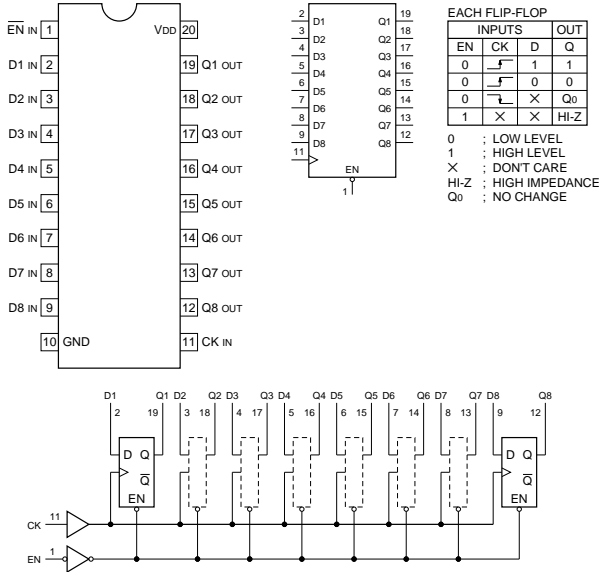 EN IN 1
D1 IN 2
D2 IN 3
D3 IN 4
D4 IN 5
D5 IN 6
D6 IN 7
D7 IN 8
D8 IN 9
10 GND
VDD 20
19 Q1 OUT
18 Q2 OUT
17 Q3 OUT
16 Q4 OUT
15 Q5 OUT
14 Q6 OUT
13 Q7 OUT
12 Q8 OUT
11 CK IN
2 D1 Q1 19
3 D2 Q2 18
4 D3 Q3 17
5 D4 Q4 16
6 D5 Q5 15
7 D6 Q6 14
8 D7 Q7 13
9 D8 Q8 12
11
EN
1
EACH FLIP-FLOP
INPUTS OUT
EN CK D Q
0 1 1
0 0 0
0 × Q0
1 × × HI-Z
0 ; LOW LEVEL
1 ; HIGH LEVEL
× ; DON'T CARE
HI-Z ; HIGH IMPEDANCE
Q0 ; NO CHANGE
D1 Q1 D2 Q2 D3 Q3 D4 Q4 D5 Q5 D6 Q6 D7 Q7 D8 Q8
2 19 3 18 4 17 5 16 6 15 7 14 8 13 9 12
D Q D Q
Q Q
EN EN
CK 11
EN 1